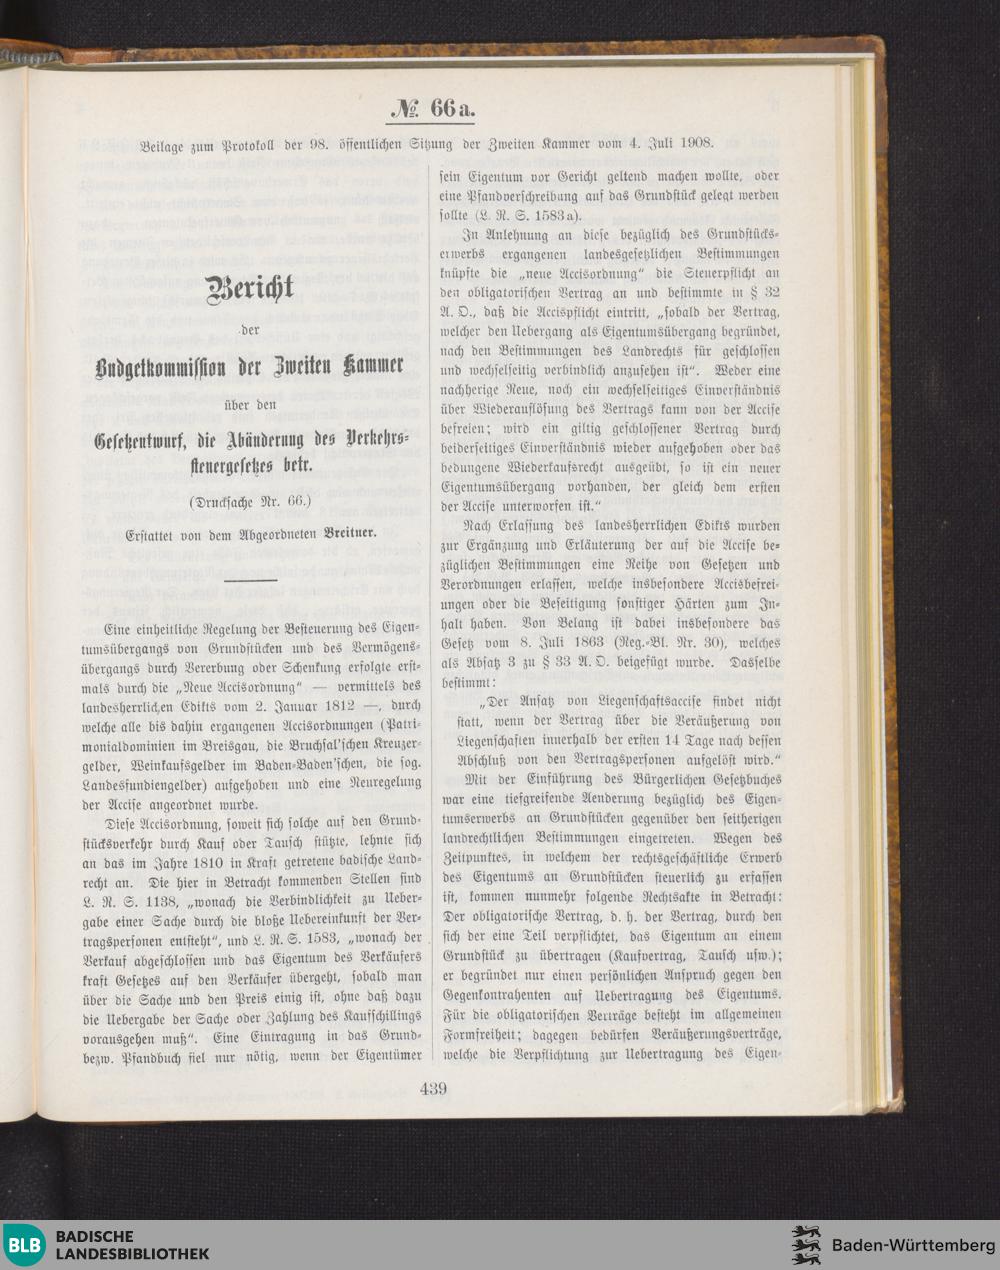 № 66a.
Beilage zum Protokoll der 98. öffentlichen Sitzung der Zweiten Kammer vom 4. Juli 1908.
Bericht
der
Budgetkommission der Zweiten Kammer
über den
Gesetzentwurf, die Abänderung des Verkehrs-
steuergesetzes betr.
(Drucksache Nr. 66.)
Erstattet von dem Abgeordneten Breitner.
Eine einheitliche Regelung der Besteuerung des Eigen-
tumsübergangs von Grundstücken und des Vermögens-
übergangs durch Vererbung oder Schenkung erfolgte erst-
mals durch die „Neue Accisordnung“ — vermittels des
landesherrlichen Edikts vom 2. Januar 1812 —, durch
welche alle bis dahin ergangenen Accisordnungen (Patri-
monialdominien im Breisgau, die Bruchsal'schen Kreuzer-
gelder, Weinkaufsgelder im Baden-Baden'schen, die sog.
Landesfundiengelder) aufgehoben und eine Neuregelung
der Accise angeordnet wurde.
Diese Accisordnung, soweit sich solche auf den Grund-
stücksverkehr durch Kauf oder Tausch stützte, lehnte sich
an das im Jahre 1810 in Kraft getretene badische Land-
recht an. Die hier in Betracht kommenden Stellen sind
L. R. S. 1138, „wonach die Verbindlichkeit zu Ueber-
gabe einer Sache durch die bloße Uebereinkunft der Ver-
tragspersonen entsteht“, und L. R. S. 1583, „wonach der
Verkauf abgeschlossen und das Eigentum des Verkäufers
kraft Gesetzes auf den Verkäufer übergeht, sobald man
über die Sache und den Preis einig ist, ohne daß dazu
die Uebergabe der Sache oder Zahlung des Kaufschillings
vorausgehen muß“. Eine Eintragung in das Grund-
bezw. Pfandbuch fiel nur nötig, wenn der Eigentümer
sein Eigentum vor Gericht geltend machen wollte, oder
eine Pfandverschreibung auf das Grundstück gelegt werden
sollte (L. R. S. 1583a).
In Anlehnung an diese bezüglich des Grundstücks-
erwerbs ergangenen landesgesetzlichen Bestimmungen
knüpfte die „neue Accisordnung“ die Steuerpflicht an
den obligatorischen Vertrag an und bestimmte in § 32
A. O., daß die Accispflicht eintritt, „sobald der Vertrag,
welcher den Uebergang als Eigentumsübergang begründet,
nach den Bestimmungen des Landrechts für geschlossen
und wechselseitig verbindlich anzusehen ist“. Weder eine
nachherige Reue, noch ein wechselseitiges Einverständnis
über Wiederauflösung des Vertrags kann von der Accise
befreien; wird ein giltig geschlossener Vertrag durch
beiderseitiges Einverständnis wieder aufgehoben oder das
bedungene Wiederkaufsrecht ausgeübt, so ist ein neuer
Eigentumsübergang vorhanden, der gleich dem ersten
der Accise unterworfen ist.“
Nach Erlassung des landesherrlichen Edikts wurden
zur Ergänzung und Erläuterung der auf die Accise be-
züglichen Bestimmungen eine Reihe von Gesetzen und
Verordnungen erlassen, welche insbesondere Accisbefrei-
ungen oder die Beseitigung sonstiger Härten zum In-
halt haben. Von Belang ist dabei insbesondere das
Gesetz vom 8. Juli 1863 (Reg.-Bl. Nr. 30), welches
als Absatz 3 zu § 33 A. O. beigefügt wurde. Dasselbe
bestimmt:
„Der Ansatz von Liegenschaftsaccise findet nicht
statt, wenn der Vertrag über die Veräußerung von
Liegenschaften innerhalb der ersten 14 Tage nach dessen
Abschluß von den Vertragspersonen aufgelöst wird.“
Mit der Einführung des Bürgerlichen Gesetzbuches
war eine tiefgreifende Aenderung bezüglich des Eigen-
tumserwerbs an Grundstücken gegenüber den seitherigen
landrechtlichen Bestimmungen eingetreten. Wegen des
Zeitpunktes, in welchem der rechtsgeschäftliche Erwerb
des Eigentums an Grundstücken steuerlich zu erfassen
ist, kommen nunmehr folgende Rechtsakte in Betracht:
Der obligatorische Vertrag, d. h. der Vertrag, durch den
sich der eine Teil verpflichtet, das Eigentum an einem
Grundstück zu übertragen (Kaufvertrag, Tausch usw.);
er begründet nur einen persönlichen Anspruch gegen den
Gegenkontrahenten auf Uebertragung des Eigentums.
Für die obligatorischen Verträge besteht im allgemeinen
Formfreiheit; dagegen bedürfen Veräußerungsverträge,
welche die Verpflichtung zur Uebertragung des Eigen-
439
BLB BADISCHE
LANDESBIBLIOTHEK
Baden-Württemberg